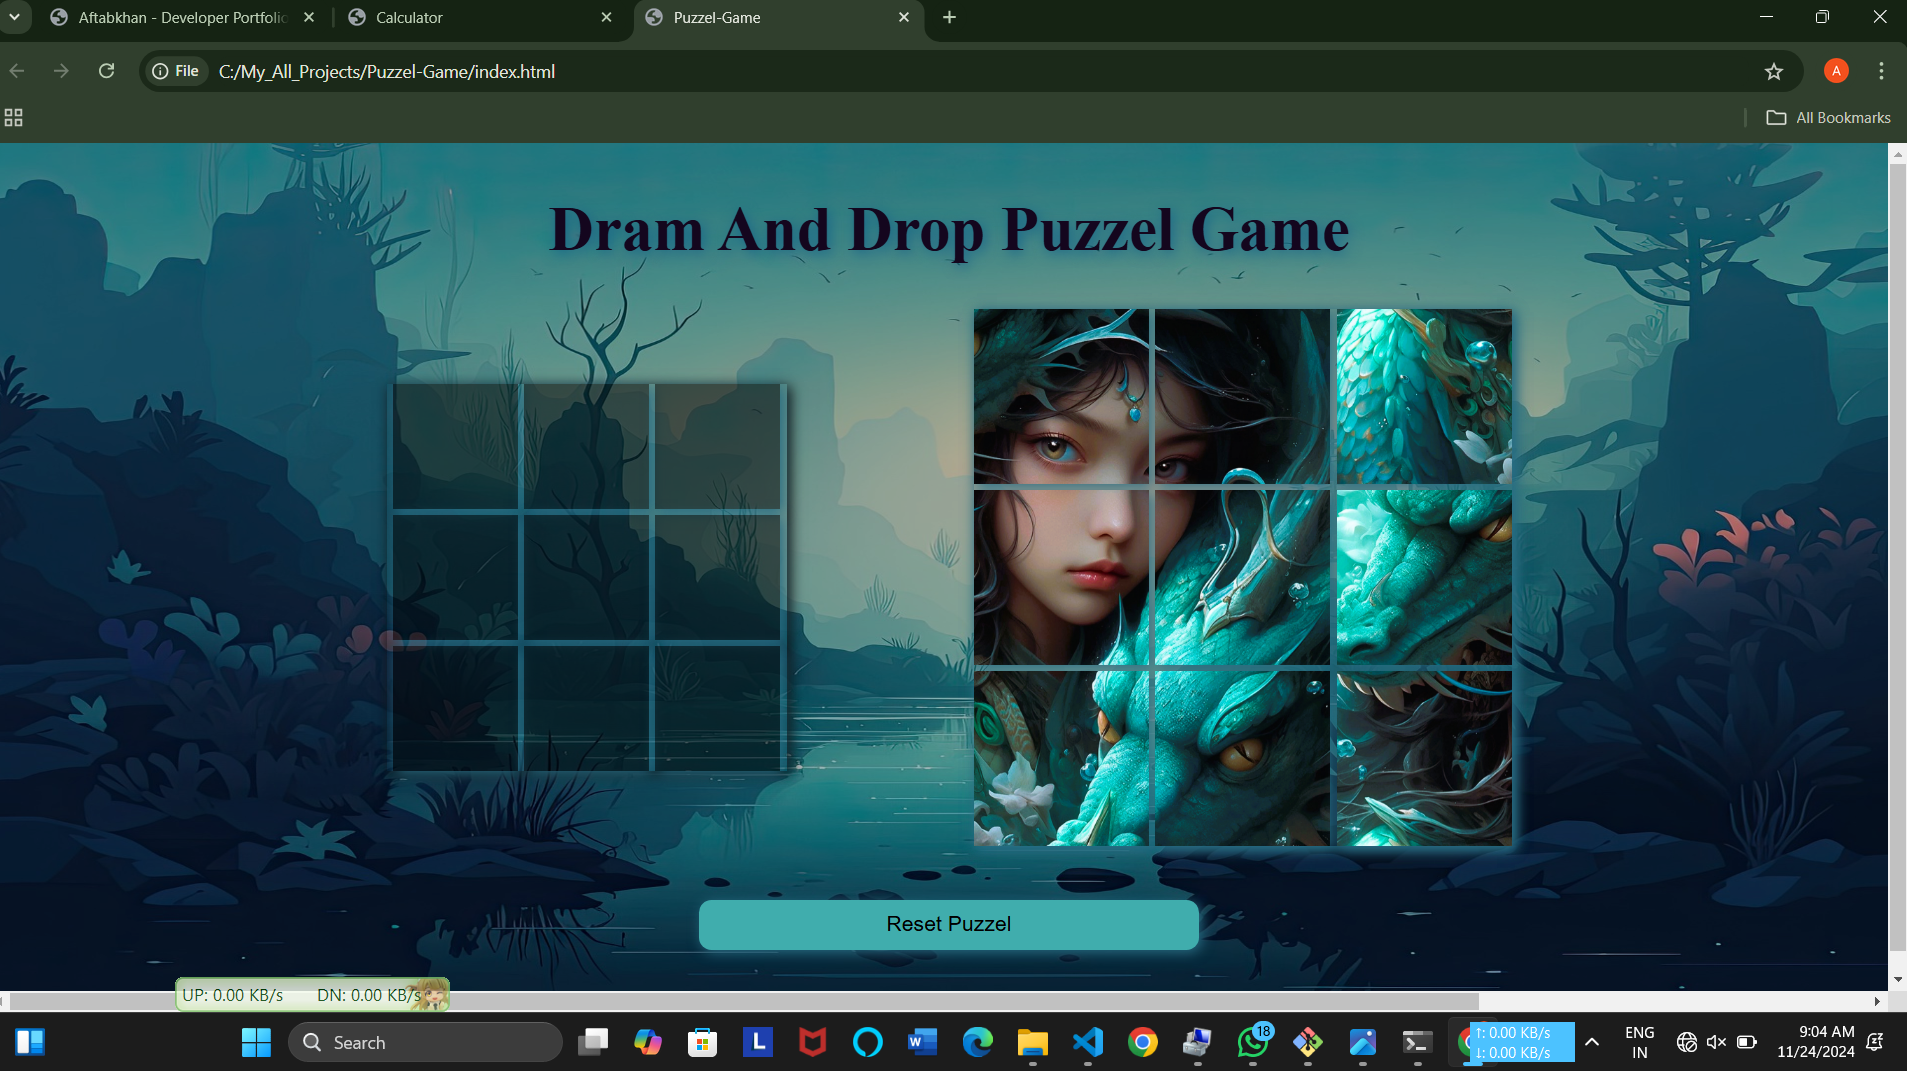 Aftabkhan - Developer Portfolio
Calculator
Puzzel-Game
File
C:/My_All_Projects/Puzzel-Game/index.html
A
All Bookmarks
Dram And Drop Puzzel Game
Reset Puzzel
UP: 0.00 KB/s DN: 0.00 KB/s
Search
L
W
18
↑: 0.00 KB/s
↓: 0.00 KB/s
ENG
IN
9:04 AM
11/24/2024